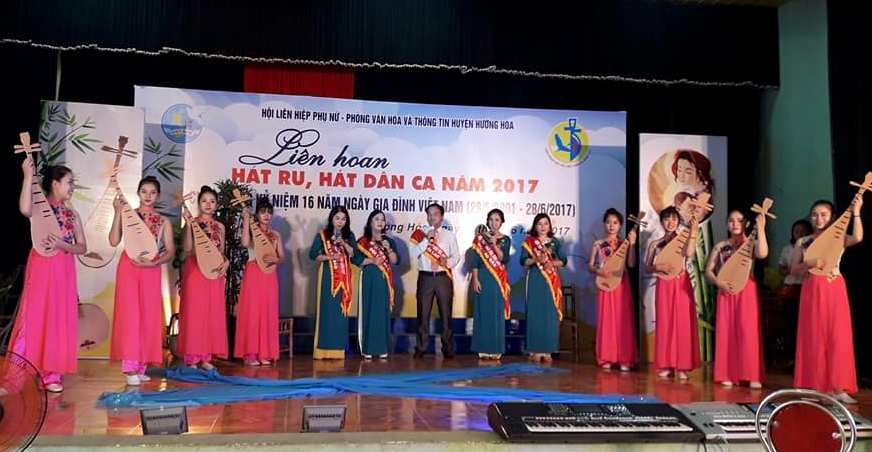 HỘI LIÊN HIỆP PHỤ NỮ - PHÒNG VĂN HÓA VÀ THÔNG TIN HUYỆN HƯỚNG HÓA
Liên hoan
HÁT RU, HÁT DÂN CA NĂM 2017
KỶ NIỆM 16 NĂM NGÀY GIA ĐÌNH VIỆT NAM (28/6/2001 - 28/6/2017)
2017